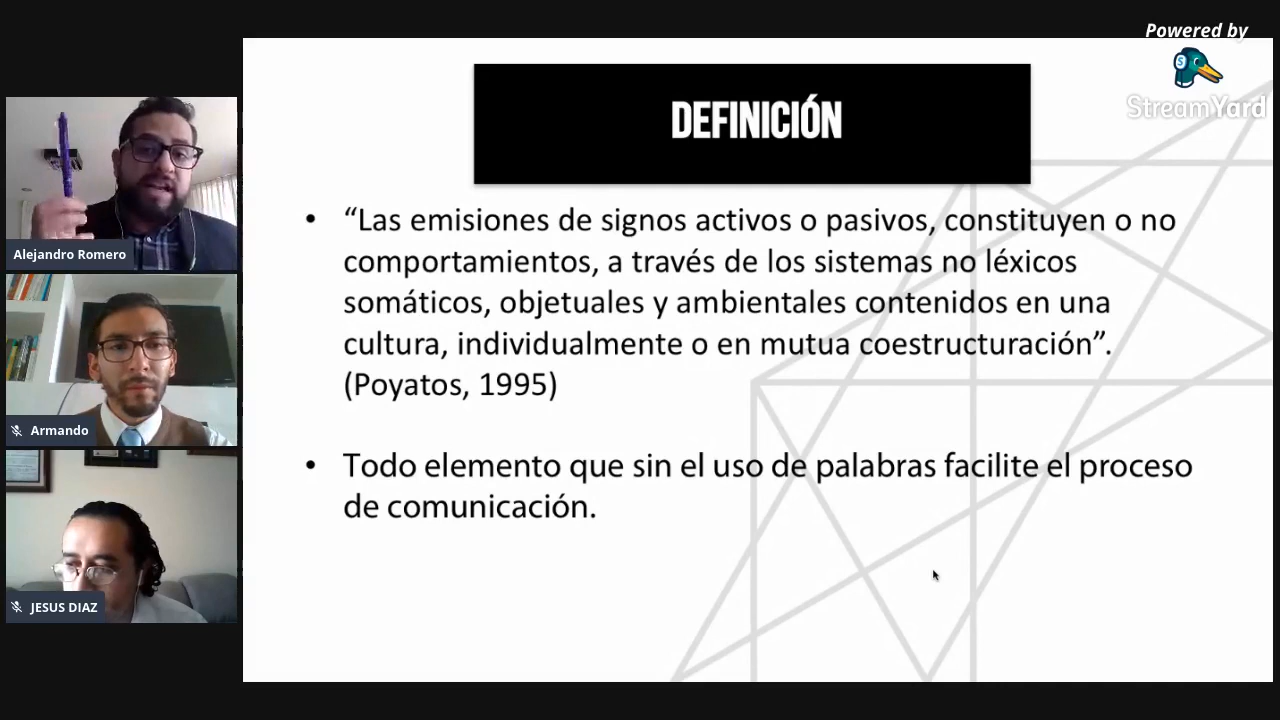 Powered by
StreamYard
DEFINICIÓN
• “Las emisiones de signos activos o pasivos, constituyen o no
comportamientos, a través de los sistemas no léxicos
somáticos, objetuales y ambientales contenidos en una
cultura, individualmente o en mutua coestructuración”.
(Poyatos, 1995)
• Todo elemento que sin el uso de palabras facilite el proceso
de comunicación.
Alejandro Romero
Armando
JESUS DIAZ